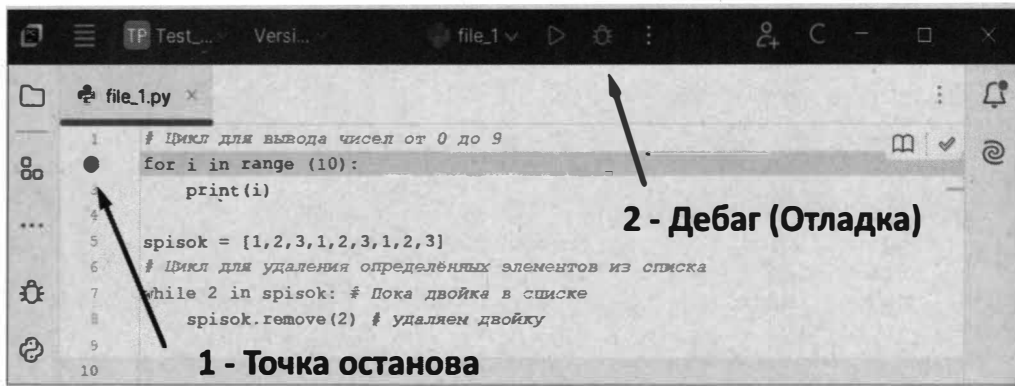 TP Test_... Versi... file_1
file_1.py ×
1 # Цикл для вывода чисел от 0 до 9
for i in range (10):
3 print(i)
4
5 spisok = [1,2,3,1,2,3,1,2,3]
6 # Цикл для удаления определённых элементов из списка
7 while 2 in spisok: # Пока двойка в списке
8 spisok.remove(2) # удаляем двойку
9
10
2 - Дебаг (Отладка)
1 - Точка останова